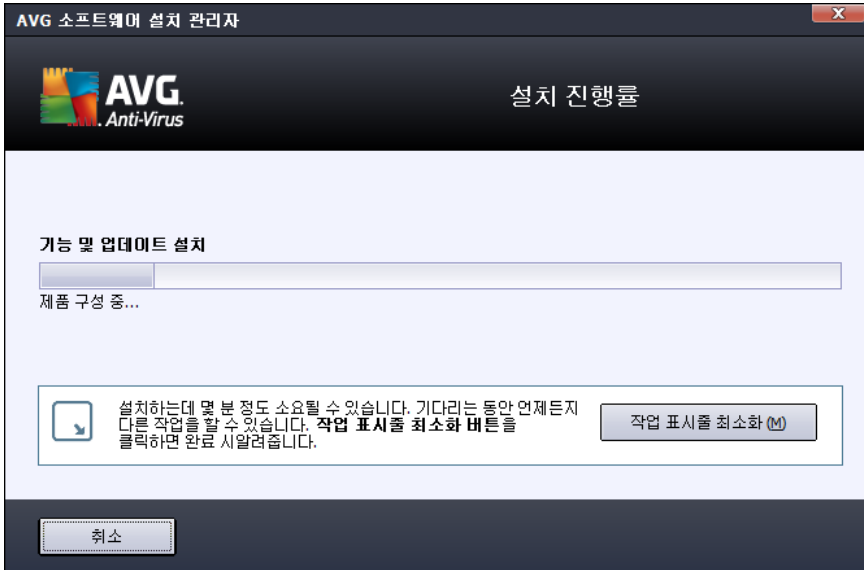 AVG 소프트웨어 설치 관리자
X
AVG.
Anti-Virus
설치 진행률
기능 및 업데이트 설치
제품 구성 중...
설치하는데 몇 분 정도 소요될 수 있습니다. 기다리는 동안 언제든지
다른 작업을 할 수 있습니다. 작업 표시줄 최소화 버튼을
클릭하면 완료 시알려줍니다.
작업 표시줄 최소화 (M)
취소